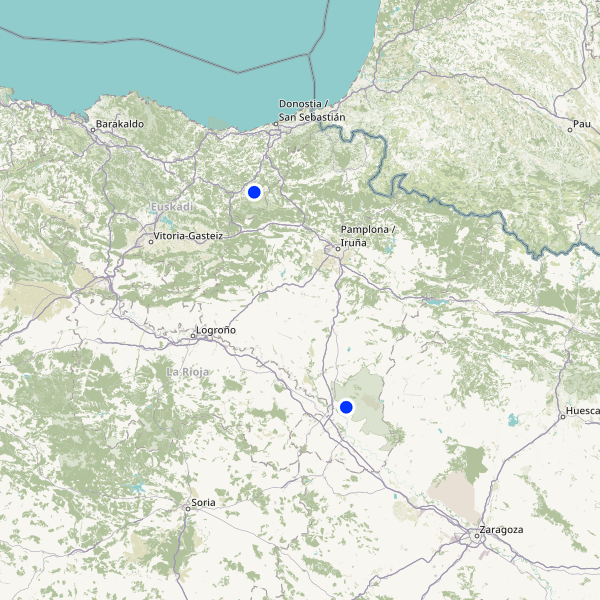 Donostia /
San Sebastián
Barakaldo
Pau
Euskadi
Vitoria-Gasteiz
Pamplona /
Iruña
Logroño
La Rioja
Huesca
Soria
Zaragoza